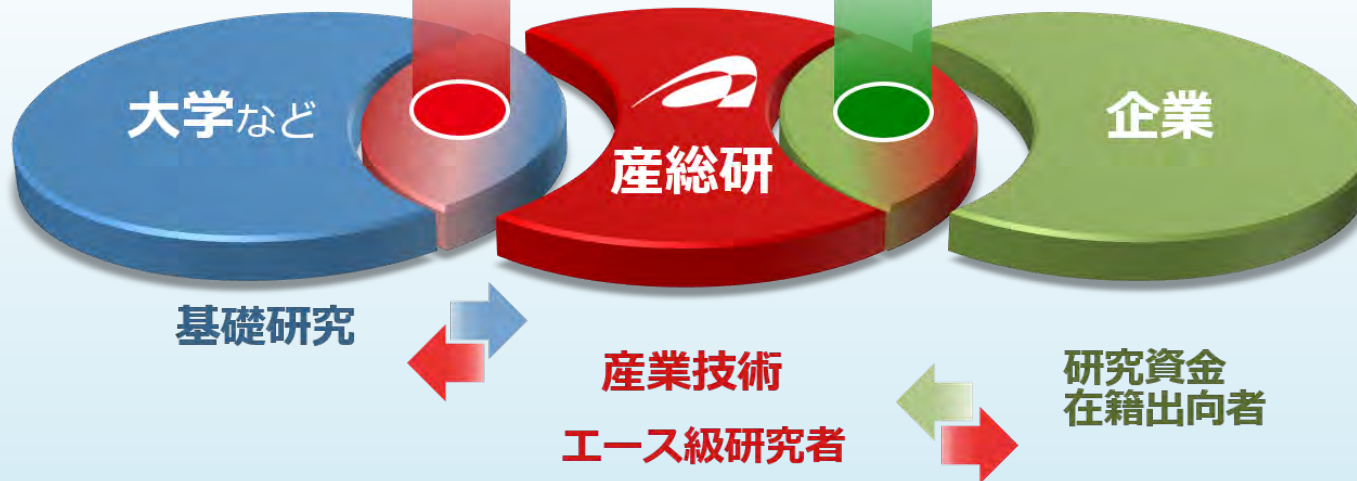 大学など
産総研
企業
基礎研究
産業技術
エース級研究者
研究資金
在籍出向者